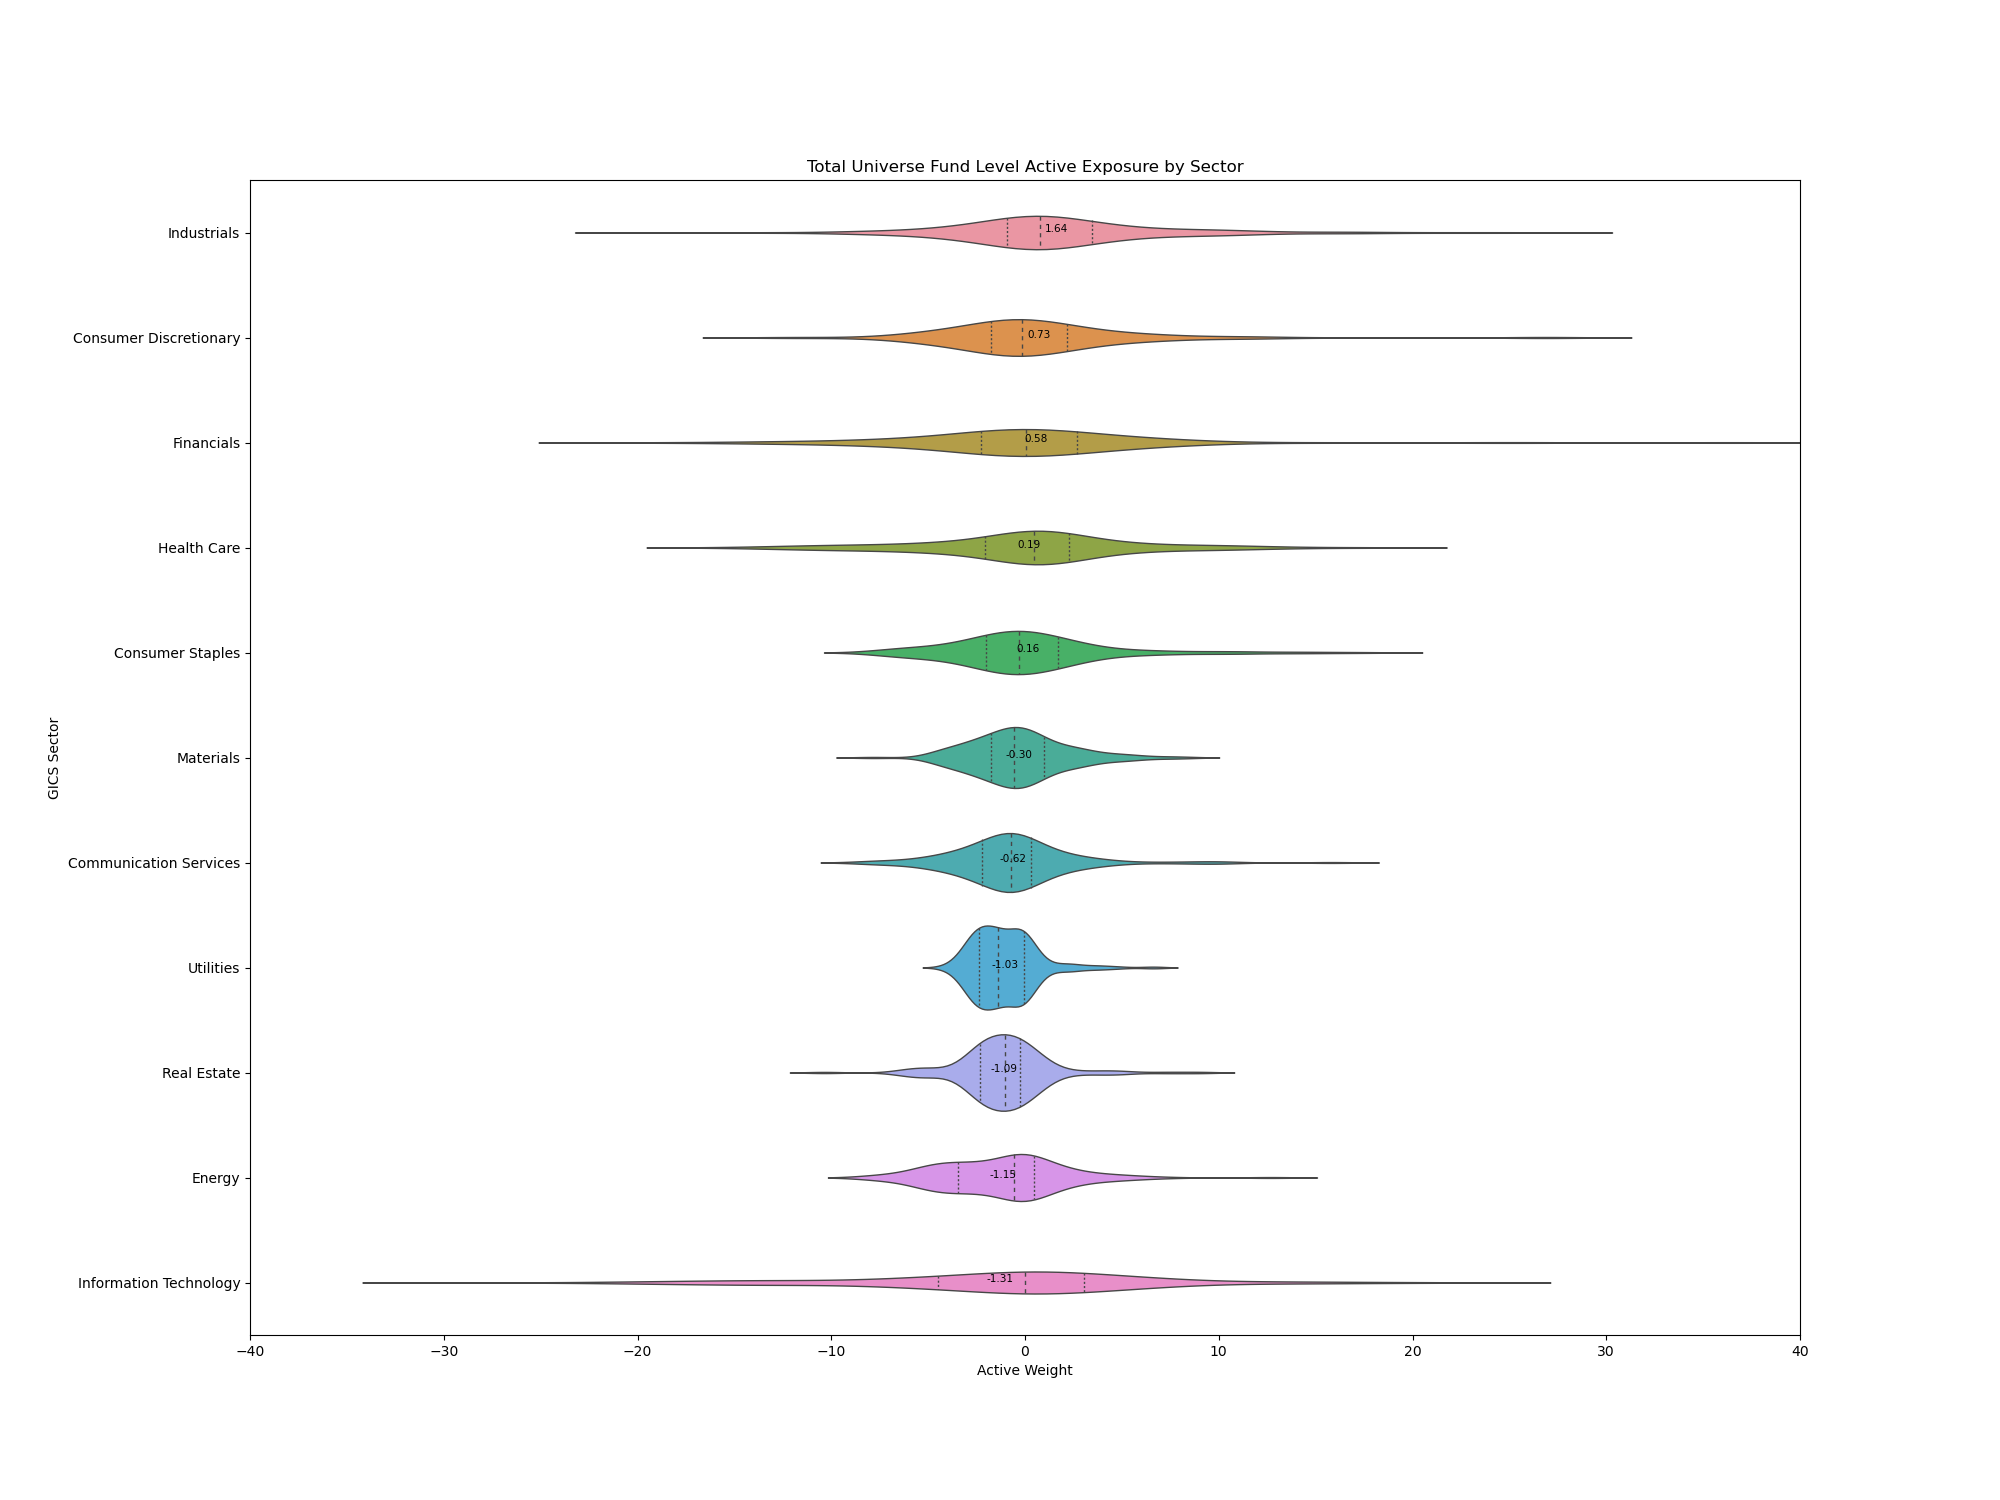 Total Universe Fund Level Active Exposure by Sector
Industrials
1.64
Consumer Discretionary
0.73
Financials
0.58
Health Care
0.19
Consumer Staples
0.16
GICS Sector
Materials
-0.30
Communication Services
-0.62
Utilities
-1.03
Real Estate
-1.09
Energy
-1.15
Information Technology
-1.31
−40 −30 −20 −10 0 10 20 30 40
Active Weight